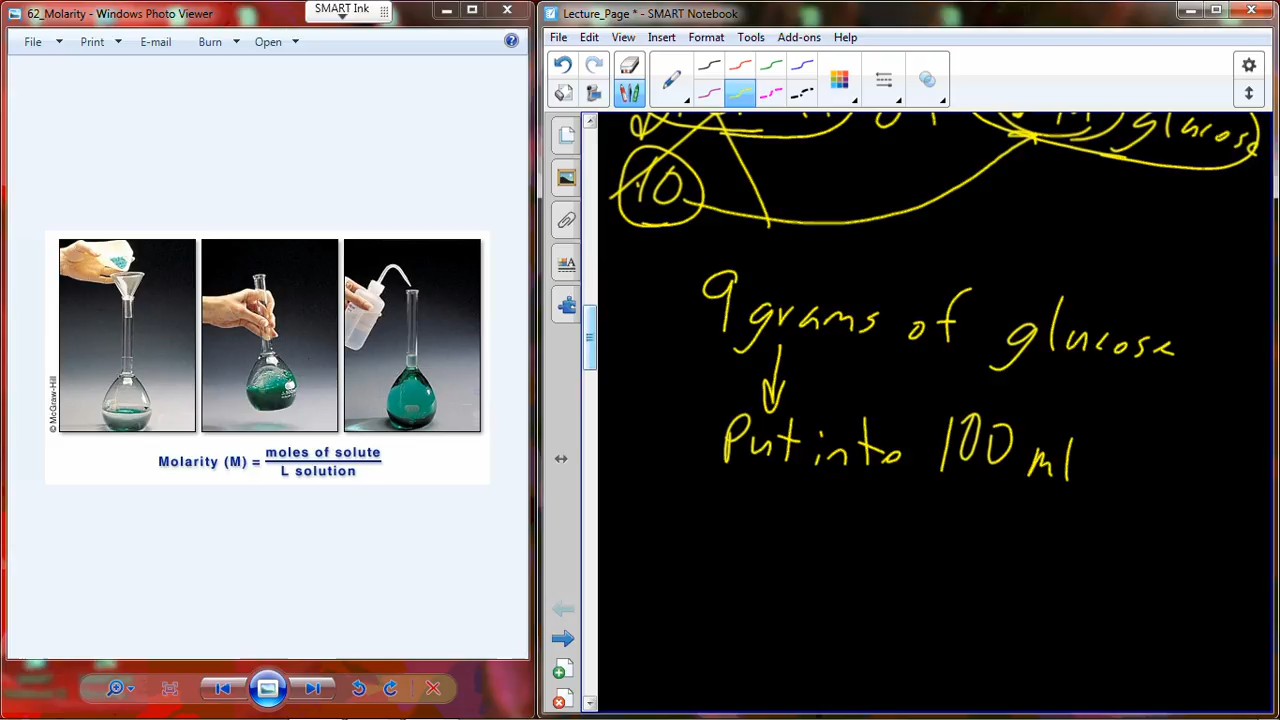 62_Molarity - Windows Photo Viewer
SMART Ink
File Print E-mail Burn Open
© McGraw-Hill
Molarity (M) = moles of solute
L solution
Lecture_Page * - SMART Notebook
File Edit View Insert Format Tools Add-ons Help
glucose
.10
9 grams of glucose
Put into 100 ml